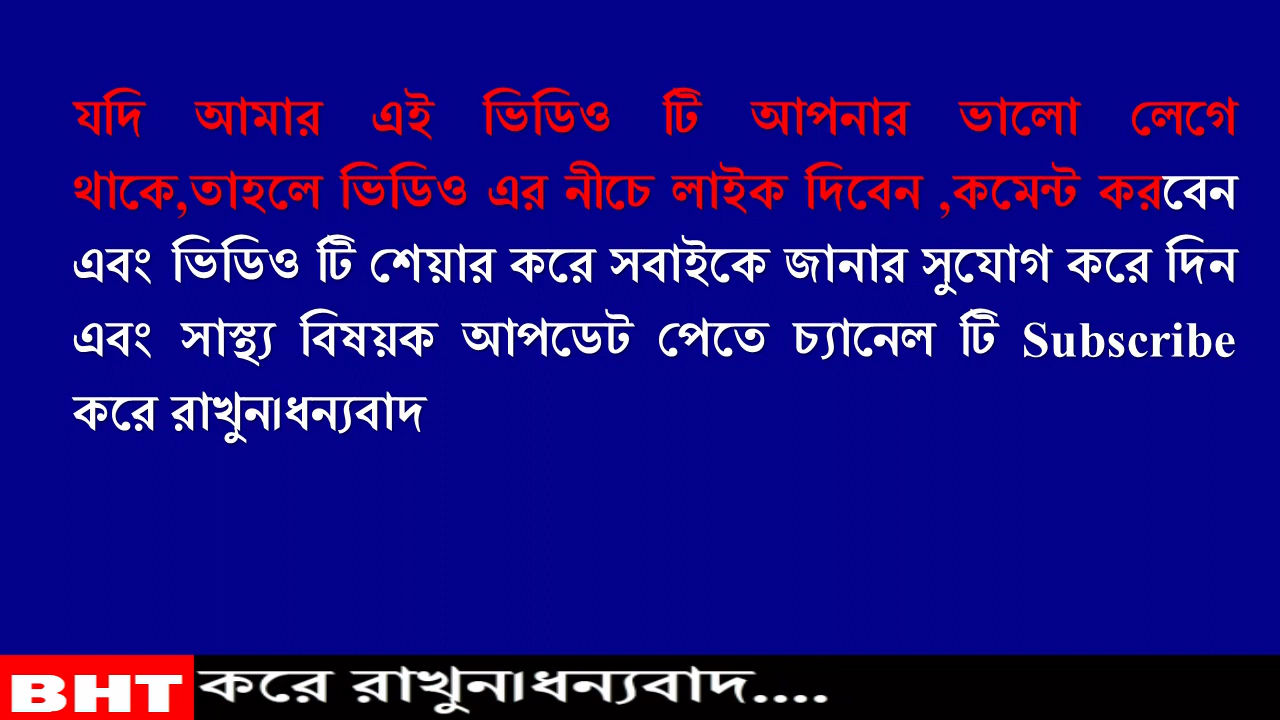 যদি আমার এই ভিডিও টি আপনার ভালো লেগে
থাকে,তাহলে ভিডিও এর নীচে লাইক দিবেন ,কমেন্ট করবেন
এবং ভিডিও টি শেয়ার করে সবাইকে জানার সুযোগ করে দিন
এবং সাস্থ্য বিষয়ক আপডেট পেতে চ্যানেল টি Subscribe
করে রাখুন।ধন্যবাদ
BHT করে রাখুন।ধন্যবাদ....